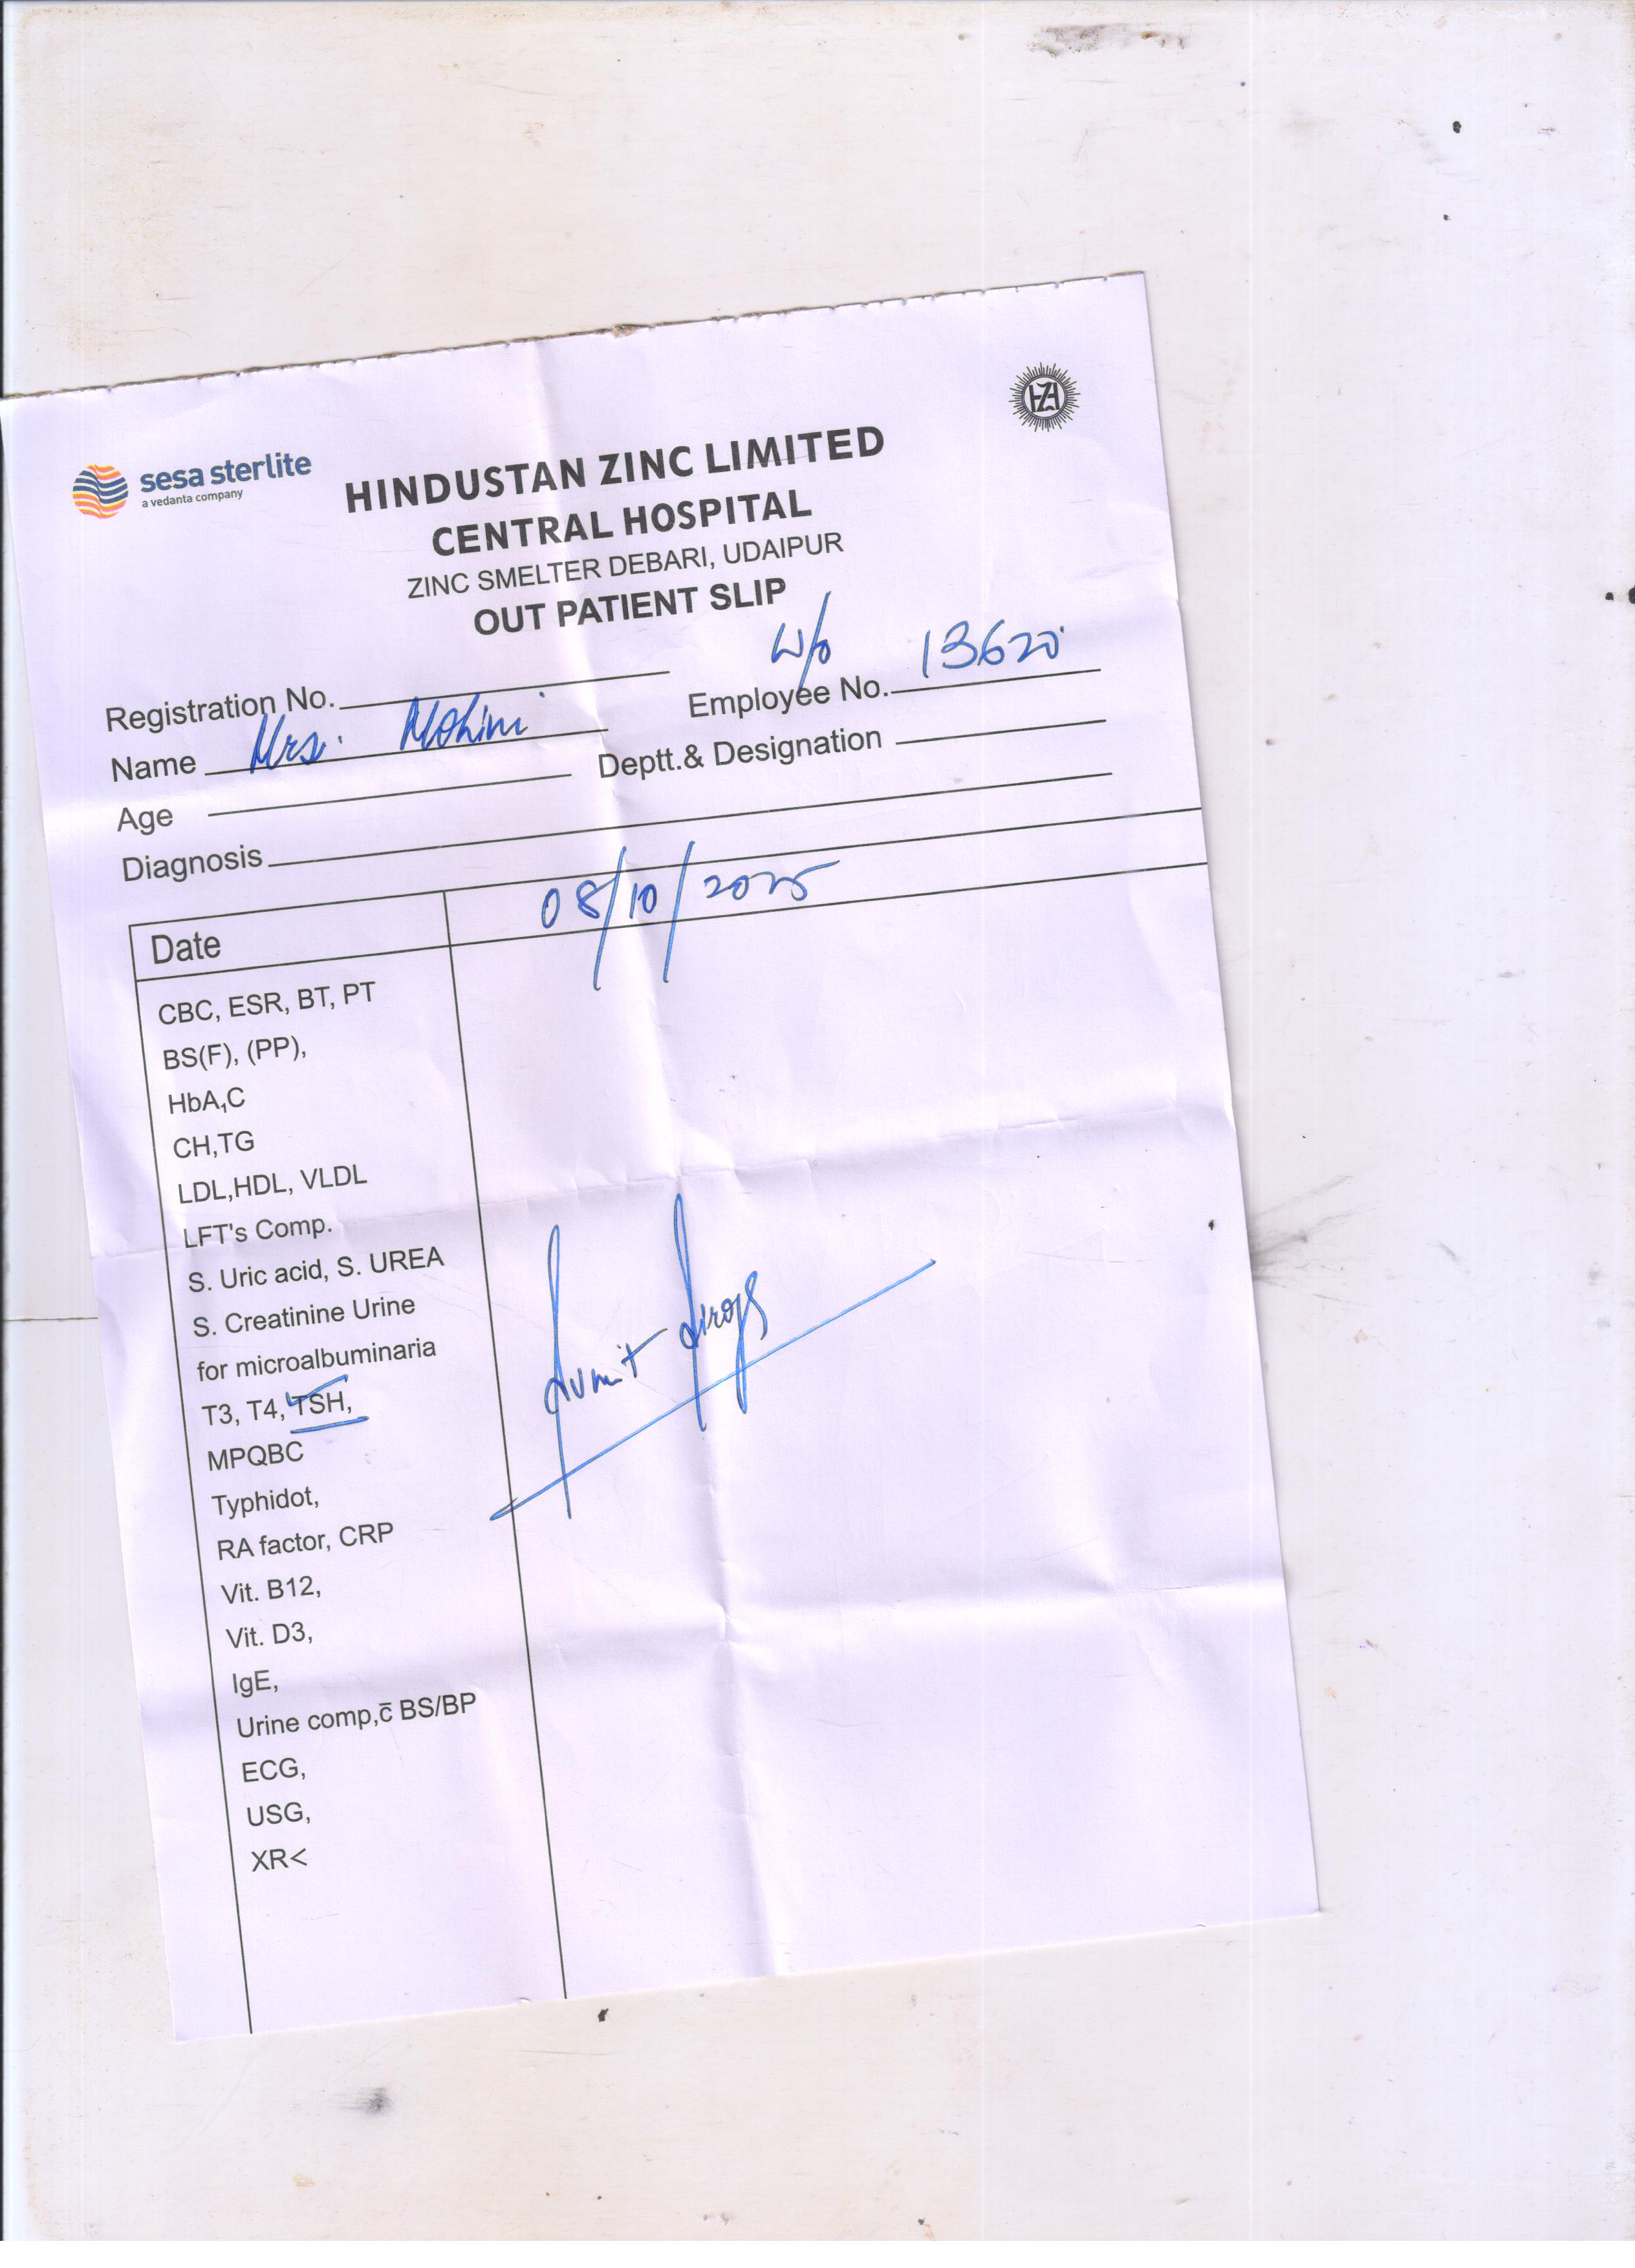 sesa sterlite
a vedanta company
HZL
HINDUSTAN ZINC LIMITED
CENTRAL HOSPITAL
ZINC SMELTER DEBARI, UDAIPUR
OUT PATIENT SLIP
Registration No. W/o Employee No. 13620
Name Mrs. Mohini Deptt.& Designation
Age
Diagnosis
Date 08/10/2025
CBC, ESR, BT, PT
BS(F), (PP),
HbA,C
CH,TG
LDL,HDL, VLDL
LFT's Comp.
S. Uric acid, S. UREA
S. Creatinine Urine
for microalbuminaria
T3, T4, TSH,
MPQBC
Typhidot,
RA factor, CRP
Vit. B12,
Vit. D3,
IgE,
Urine comp,c̄ BS/BP
ECG,
USG,
XR<
Sumit